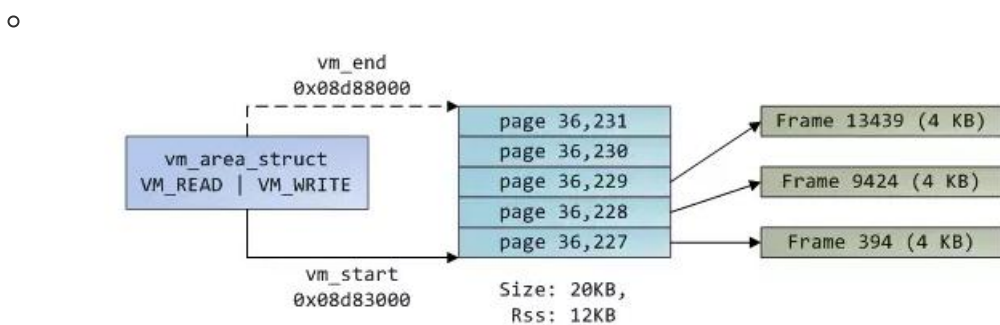 vm_end
0x08d88000
vm_area_struct
VM_READ | VM_WRITE
vm_start
0x08d83000
page 36,231
page 36,230
page 36,229
page 36,228
page 36,227
Size: 20KB,
Rss: 12KB
Frame 13439 (4 KB)
Frame 9424 (4 KB)
Frame 394 (4 KB)